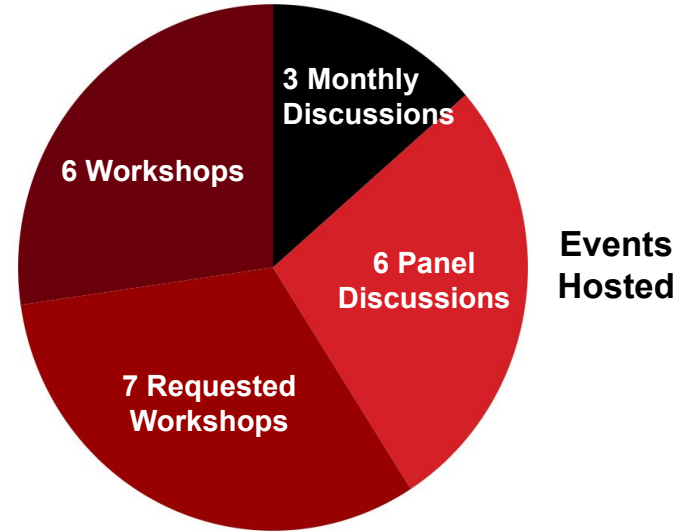 3 Monthly
Discussions
6 Workshops
6 Panel
Discussions
Events
Hosted
7 Requested
Workshops